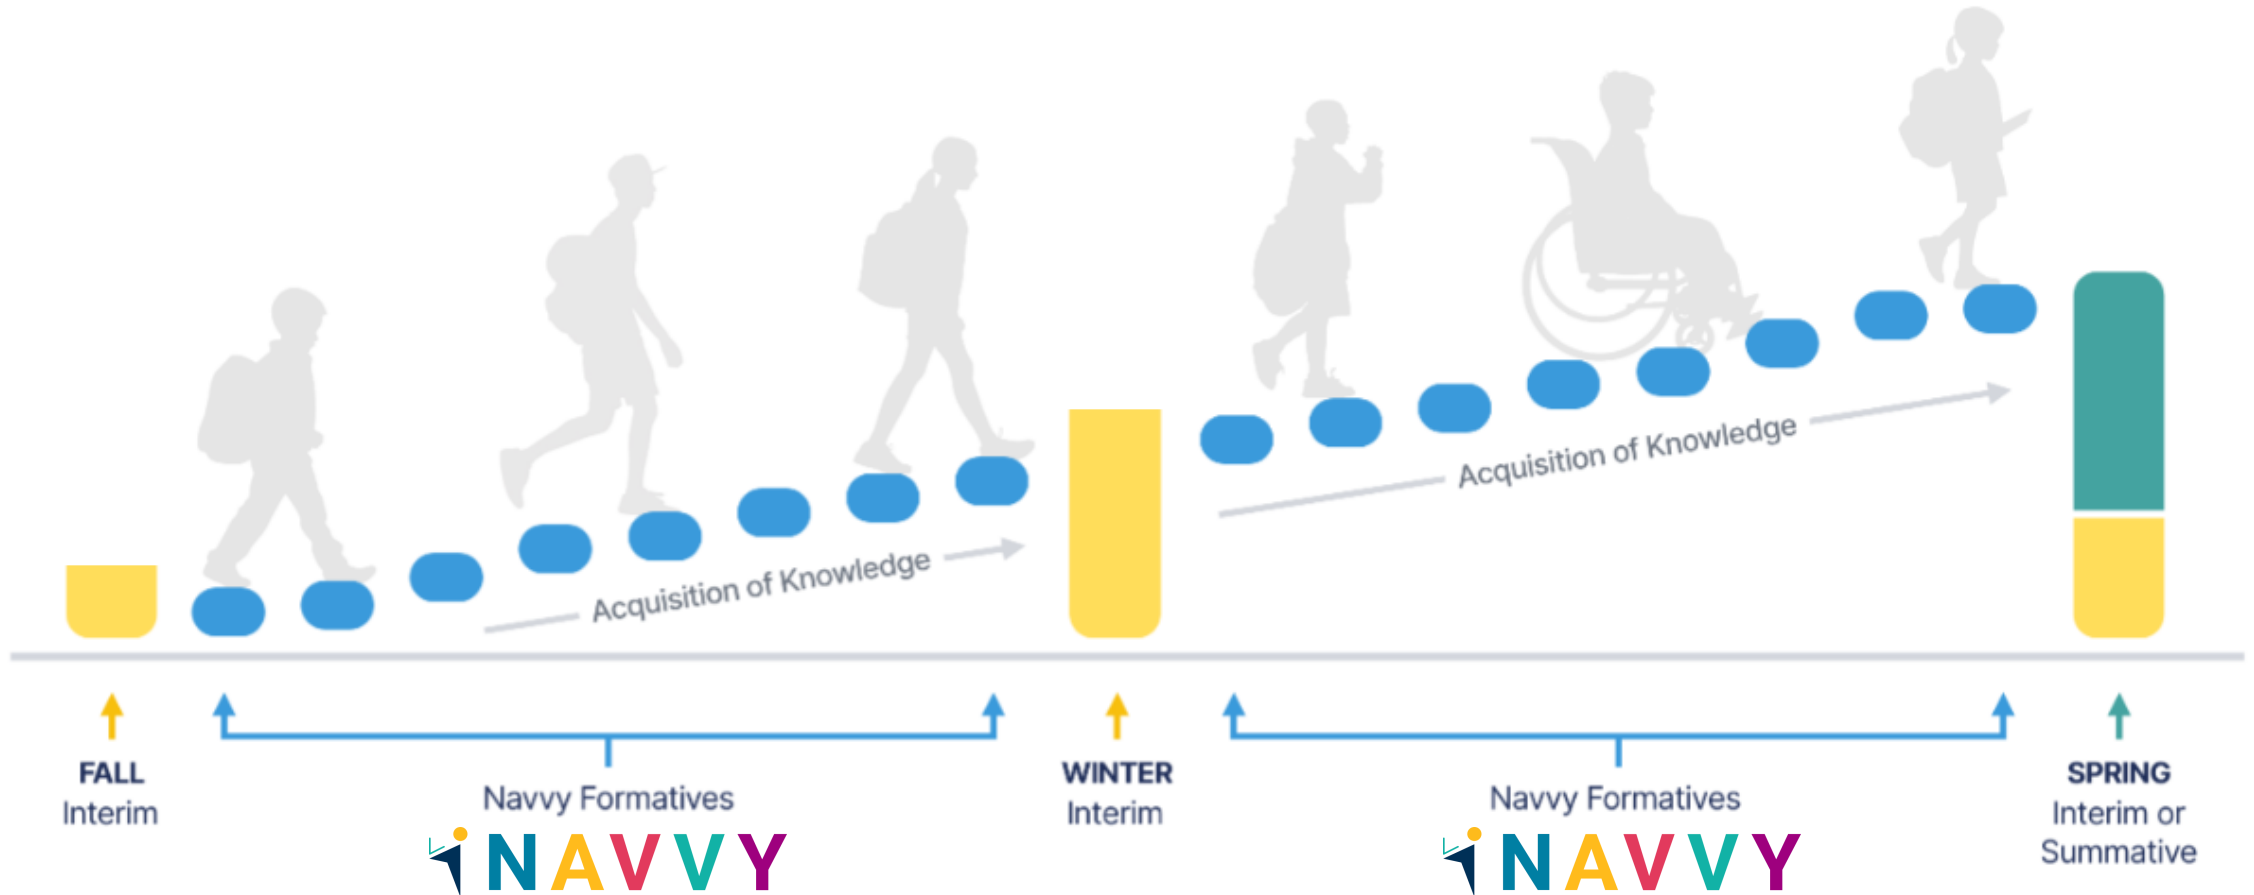 Acquisition of Knowledge
Acquisition of Knowledge
FALL
Interim
Navvy Formatives
NAVVY
WINTER
Interim
Navvy Formatives
NAVVY
SPRING
Interim or
Summative